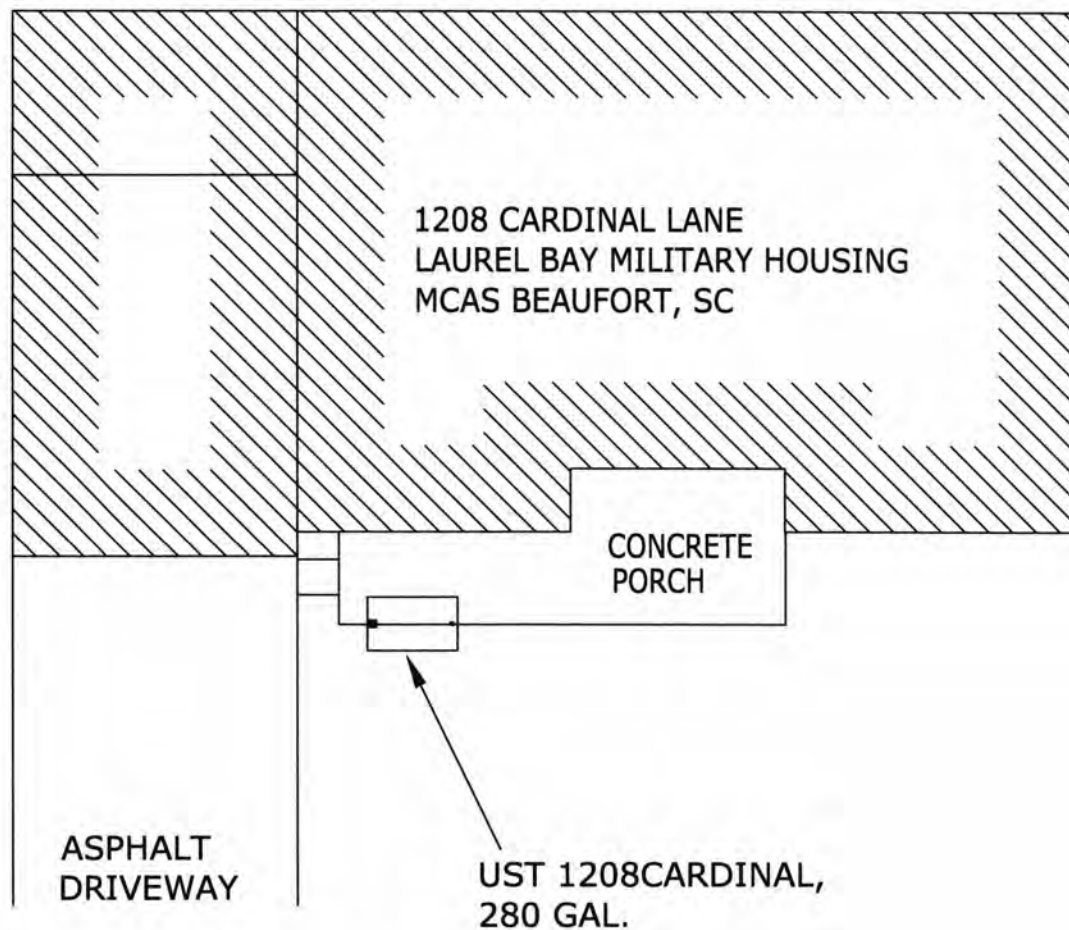 1208 CARDINAL LANE
LAUREL BAY MILITARY HOUSING
MCAS BEAUFORT, SC
CONCRETE
PORCH
ASPHALT
DRIVEWAY
UST 1208CARDINAL,
280 GAL.